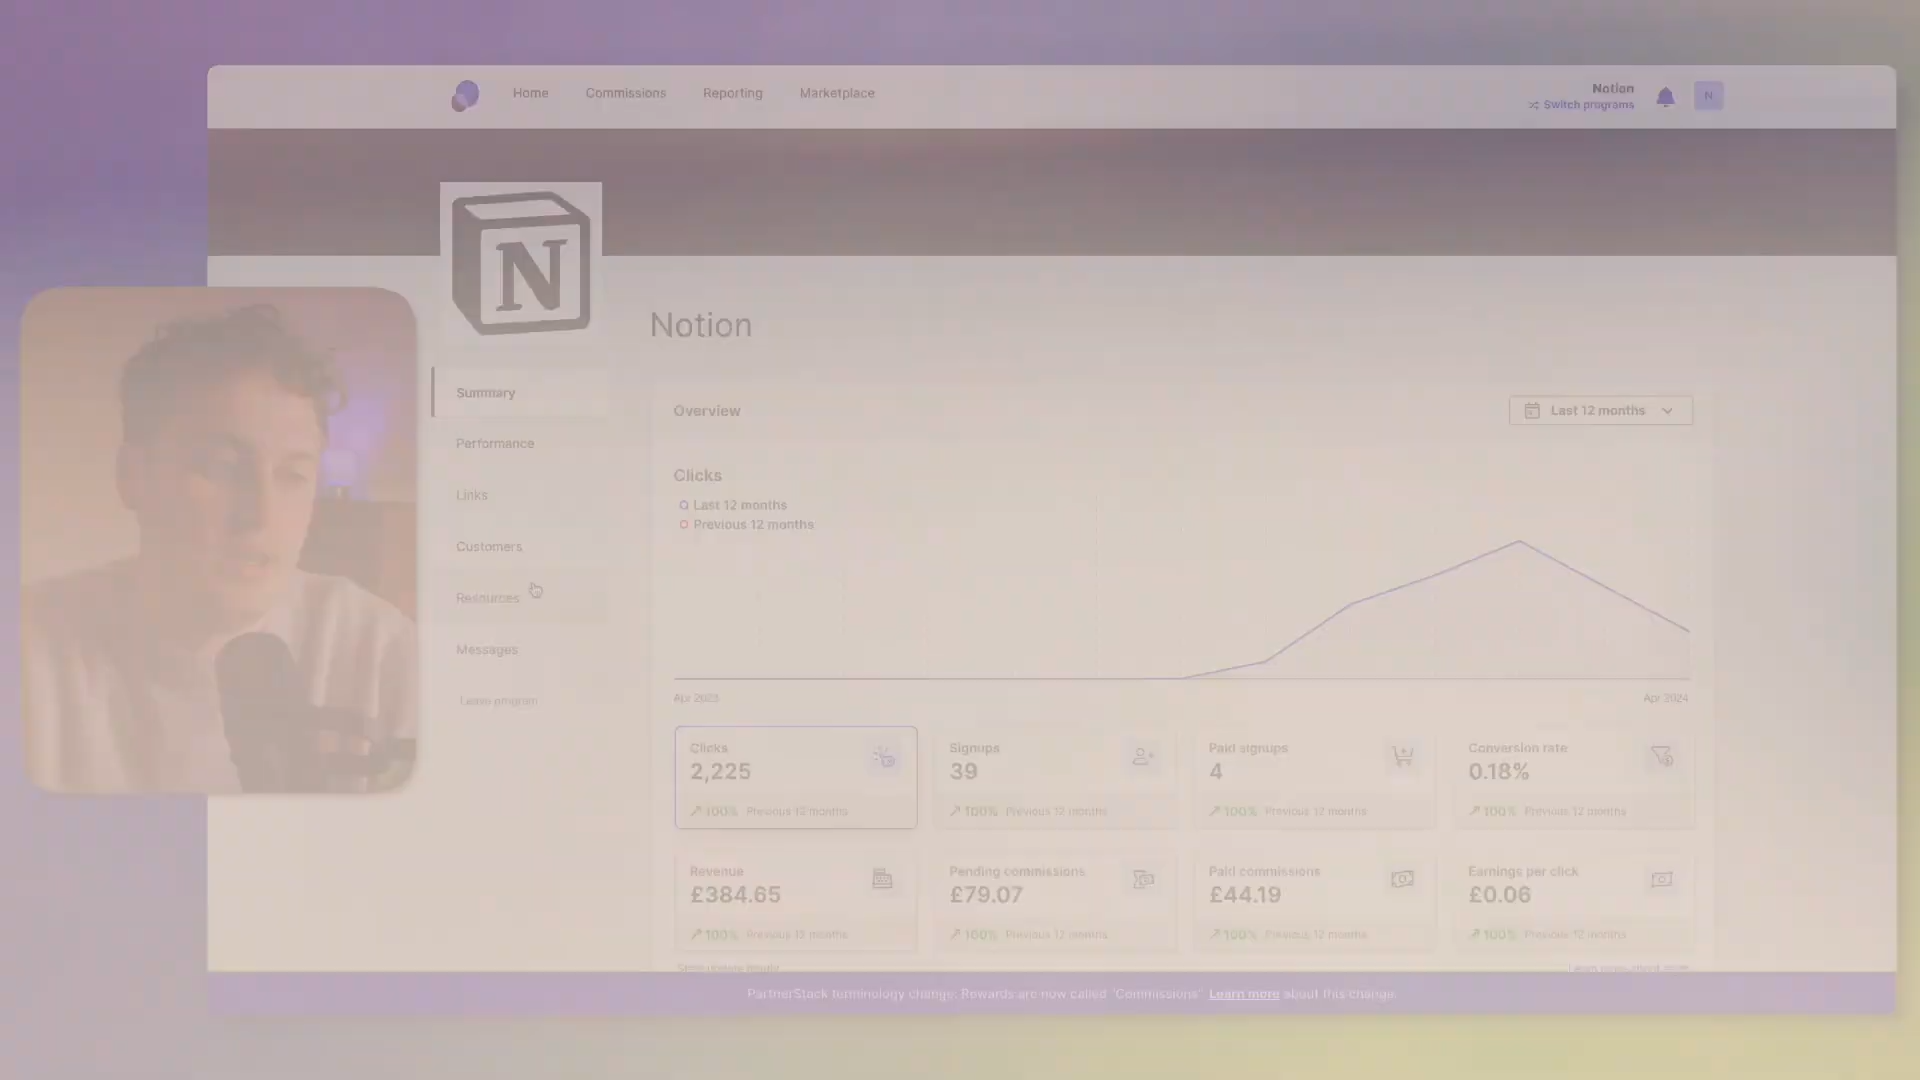 Home Commissions Reporting Marketplace
Notion
Switch programs
N
N
Notion
Summary
Performance
Links
Customers
Resources
Messages
Leave program
Overview
Last 12 months
Clicks
Last 12 months
Previous 12 months
Apr 2023 Apr 2024
Clicks
2,225
100% Previous 12 months
Signups
39
100% Previous 12 months
Paid signups
4
100% Previous 12 months
Conversion rate
0.18%
100% Previous 12 months
Revenue
£384.65
100% Previous 12 months
Pending commissions
£79.07
100% Previous 12 months
Paid commissions
£44.19
100% Previous 12 months
Earnings per click
£0.06
100% Previous 12 months
PartnerStack terminology change: Rewards are now called "Commissions". Learn more about this change.